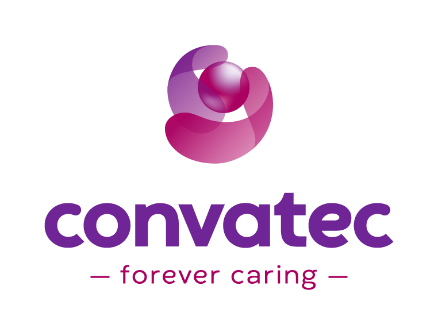 convatec
— forever caring —